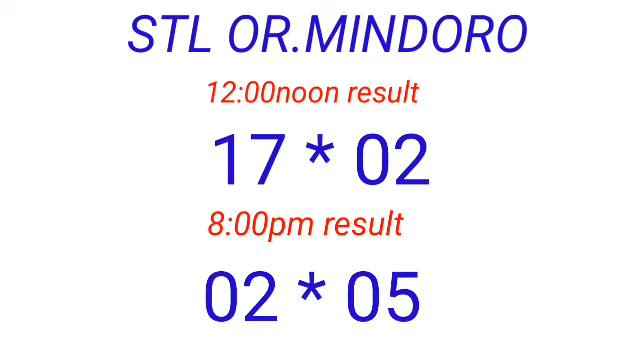 STL OR.MINDORO
12:00noon result
17 * 02
8:00pm result
02 * 05